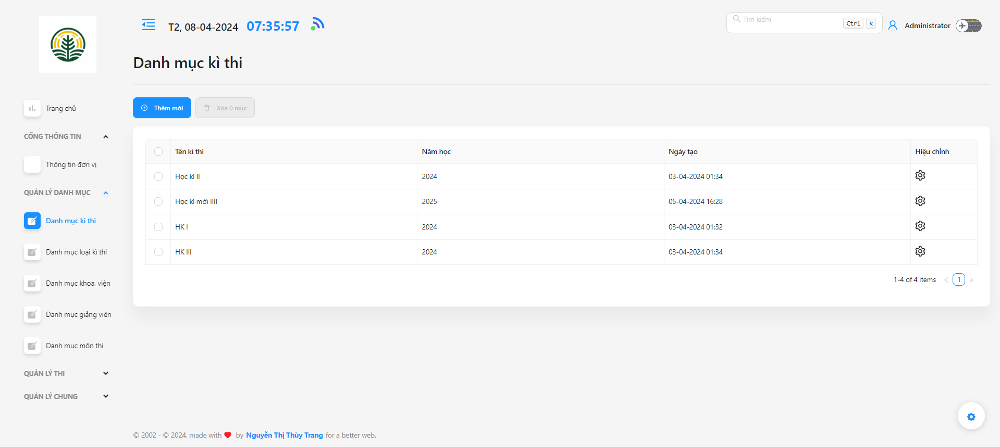 T2, 08-04-2024 07:35:57
Tìm kiếm Ctrl k
Administrator
Danh mục kì thi
Thêm mới
Xóa 0 mục
Trang chủ
CỔNG THÔNG TIN
Thông tin đơn vị
QUẢN LÝ DANH MỤC
Danh mục kì thi
Danh mục loại kì thi
Danh mục khoa, viện
Danh mục giảng viên
Danh mục môn thi
QUẢN LÝ THI
QUẢN LÝ CHUNG
Tên kì thi Năm học Ngày tạo Hiệu chỉnh
Học kì II 2024 03-04-2024 01:34
Học kì mới IIII 2025 05-04-2024 16:28
HK I 2024 03-04-2024 01:32
HK III 2024 03-04-2024 01:34
1-4 of 4 items < 1 >
© 2002 - © 2024, made with ❤ by Nguyễn Thị Thùy Trang for a better web.